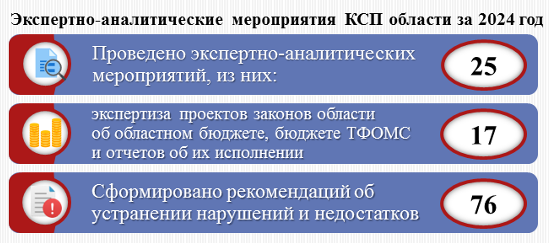 Экспертно-аналитические мероприятия КСП области за 2024 год
Проведено экспертно-аналитических
мероприятий, из них:
25
экспертиза проектов законов области
об областном бюджете, бюджете ТФОМС
и отчетов об их исполнении
17
Сформировано рекомендаций об
устранении нарушений и недостатков
76